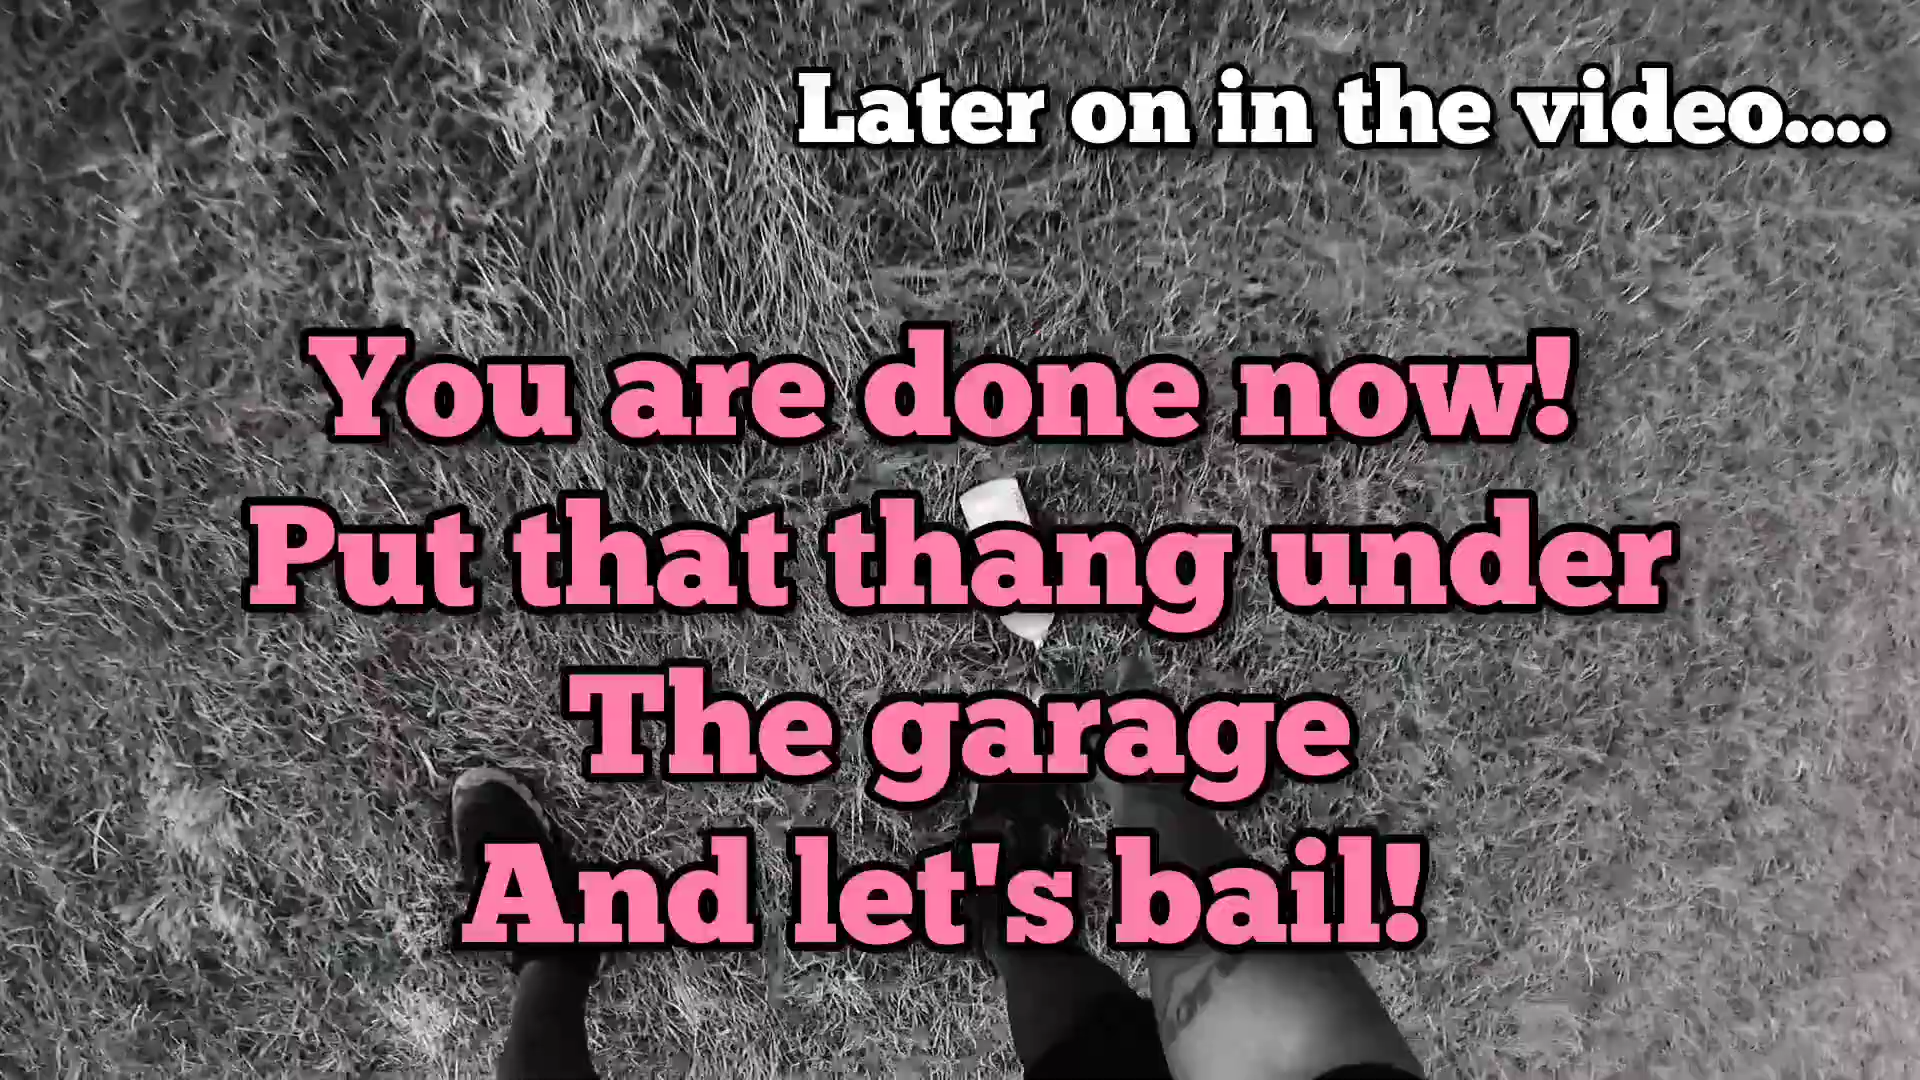 Later on in the video....
You are done now!
Put that thang under
The garage
And let's bail!